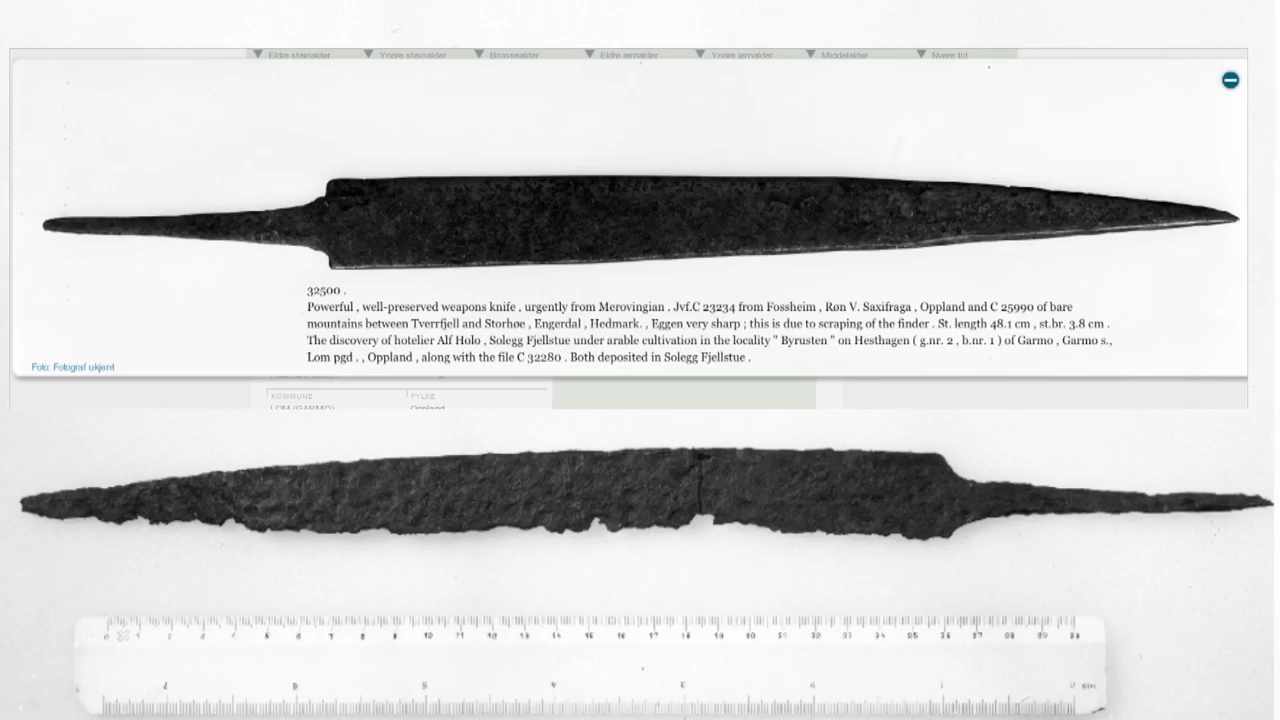 Eldre steinalder
Yngre steinalder
Bronsealder
Eldre jernalder
Yngre jernalder
Middelalder
Nyere tid
32500 .
Powerful , well-preserved weapons knife , urgently from Merovingian . Jvf.C 23234 from Fossheim , Røn V. Saxifraga , Oppland and C 25990 of bare
mountains between Tverrfjell and Storhøe , Engerdal , Hedmark. , Eggen very sharp ; this is due to scraping of the finder . St. length 48.1 cm , st.br. 3.8 cm .
The discovery of hotelier Alf Holo , Solegg Fjellstue under arable cultivation in the locality " Byrusten " on Hesthagen ( g.nr. 2 , b.nr. 1 ) of Garmo , Garmo s.,
Lom pgd . , Oppland , along with the file C 32280 . Both deposited in Solegg Fjellstue .
Foto: Fotograf ukjent
KOMMUNE
FYLKE
LOM (GARMO)
Oppland